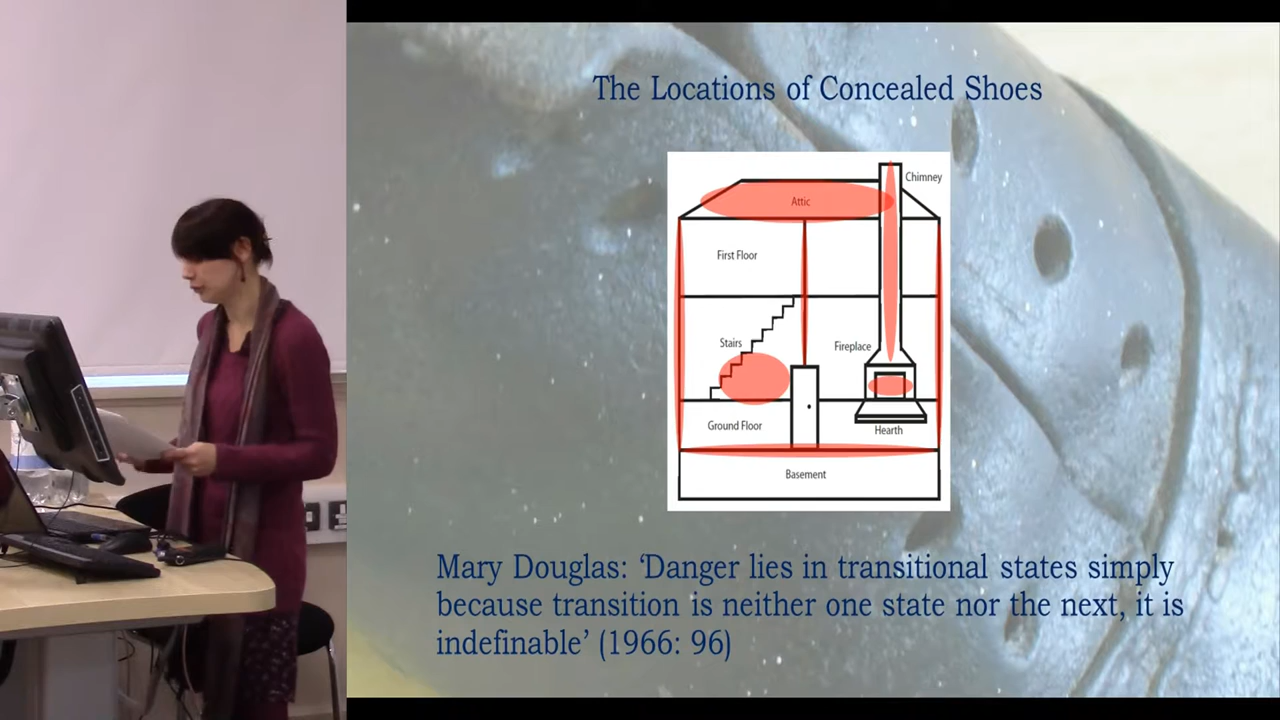 The Locations of Concealed Shoes
Chimney
Attic
First Floor
Stairs
Fireplace
Ground Floor
Hearth
Basement
Mary Douglas: ‘Danger lies in transitional states simply
because transition is neither one state nor the next, it is
indefinable’ (1966: 96)